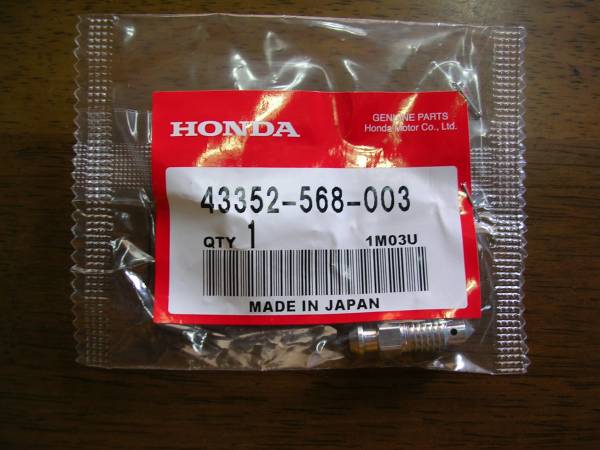 HONDA
GENUINE PARTS
Honda Motor Co., Ltd.
43352-568-003
QTY 1 1M03U
MADE IN JAPAN